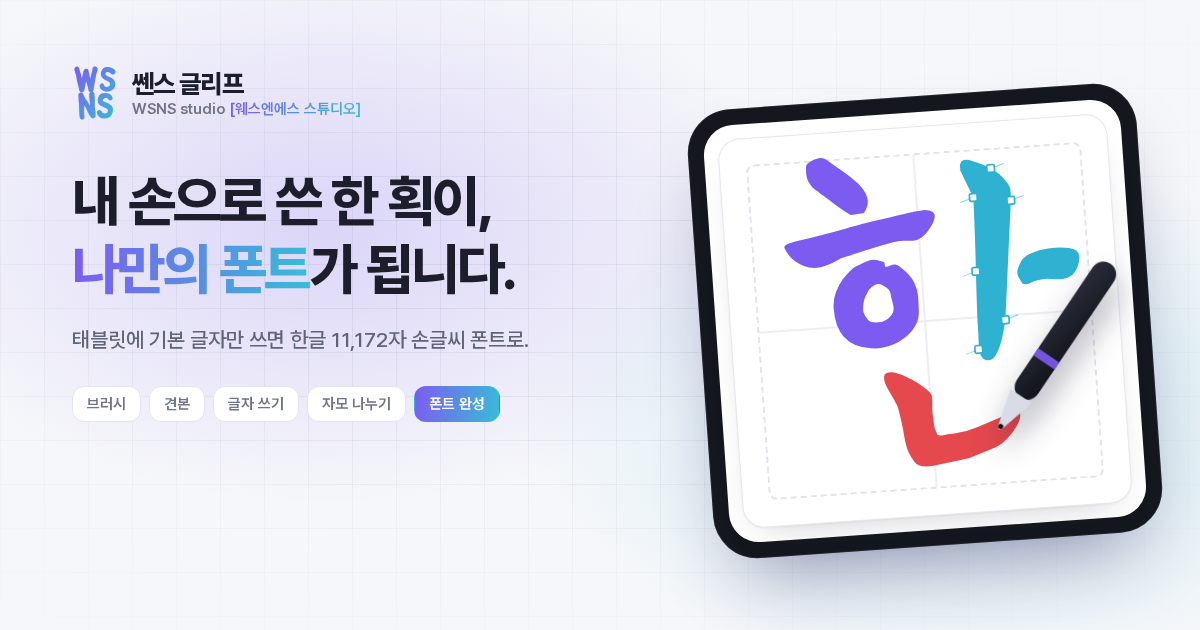 WS
NS
쎈스 글리프
WSNS studio [웨스엔에스 스튜디오]
내 손으로 쓴 한 획이,
나만의 폰트가 됩니다.
태블릿에 기본 글자만 쓰면 한글 11,172자 손글씨 폰트로.
브러시 견본 글자 쓰기 자모 나누기 폰트 완성
한